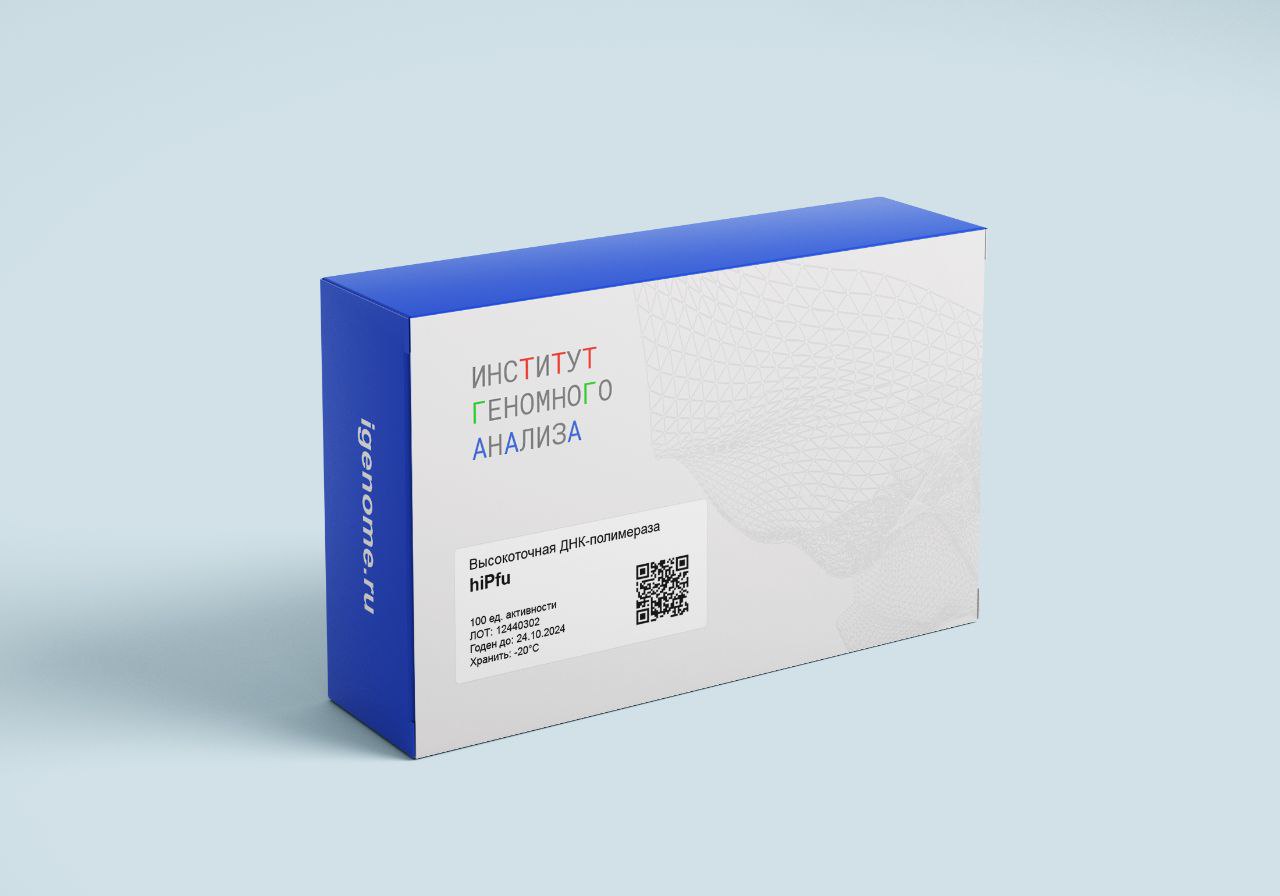 ИНСТИТУТ
ГЕНОМНОГО
АНАЛИЗА
igenome.ru
Высокоточная ДНК-полимераза
hiPfu
100 ед. активности
ЛОТ: 12440302
Годен до: 24.10.2024
Хранить: -20°C